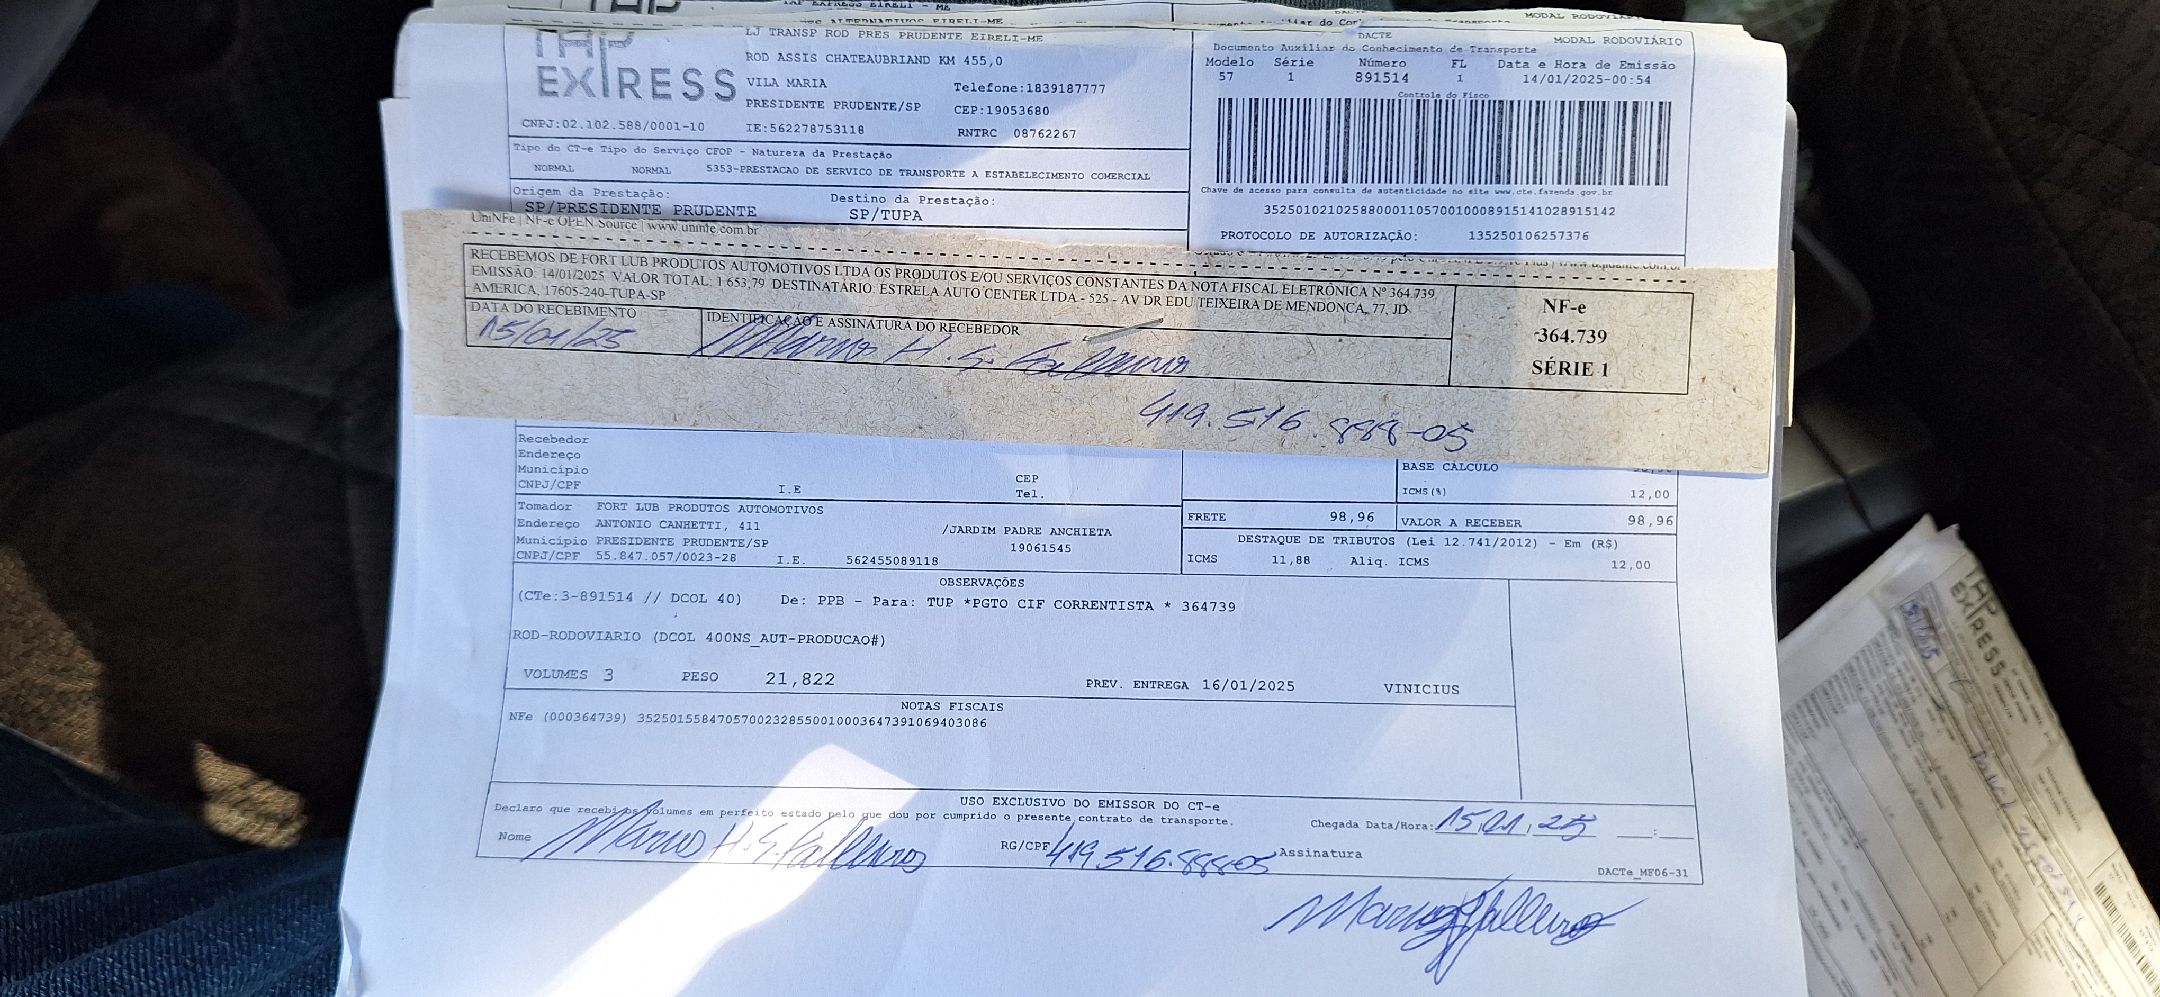 TAP EXPRESS EIRELI - ME
MODAL RODOVIÁRIO
TAP
EXPRESS
LJ TRANSP ROD PRES PRUDENTE EIRELI-ME
ROD ASSIS CHATEAUBRIAND KM 455,0
VILA MARIA
Telefone:1839187777
PRESIDENTE PRUDENTE/SP
CEP:19053680
CNPJ:02.102.588/0001-10
IE:562278753118
RNTRC 08762267
DACTE
Documento Auxiliar do Conhecimento de Transporte
MODAL RODOVIÁRIO
Modelo Série Número FL Data e Hora de Emissão
57 1 891514 1 14/01/2025-00:54
Controle do Fisco
Tipo do CT-e Tipo do Serviço CFOP - Natureza da Prestação
NORMAL NORMAL 5353-PRESTACAO DE SERVICO DE TRANSPORTE A ESTABELECIMENTO COMERCIAL
Chave de acesso para consulta de autenticidade no site www.cte.fazenda.gov.br
35250102102588000110570010008915141028915142
Origem da Prestação: Destino da Prestação:
SP/PRESIDENTE PRUDENTE SP/TUPA
PROTOCOLO DE AUTORIZAÇÃO: 135250106257376
UniNFe | NF-e OPEN Source | www.uninfe.com.br
RECEBEMOS DE FORT LUB PRODUTOS AUTOMOTIVOS LTDA OS PRODUTOS E/OU SERVIÇOS CONSTANTES DA NOTA FISCAL ELETRÔNICA Nº 364.739
EMISSÃO: 14/01/2025 VALOR TOTAL: 1.653,79 DESTINATÁRIO: ESTRELA AUTO CENTER LTDA - 525 - AV DR EDU TEIXEIRA DE MENDONCA, 77, JD
AMERICA, 17605-240-TUPA-SP
DATA DO RECEBIMENTO
IDENTIFICAÇÃO E ASSINATURA DO RECEBEDOR
15/01/25
NF-e
364.739
SÉRIE 1
419.516.888-05
Recebedor
Endereço
Município CEP
CNPJ/CPF I.E Tel.
BASE CÁLCULO
ICMS(%) 12,00
Tomador FORT LUB PRODUTOS AUTOMOTIVOS
Endereço ANTONIO CANHETTI, 411 /JARDIM PADRE ANCHIETA
Município PRESIDENTE PRUDENTE/SP 19061545
CNPJ/CPF 55.847.057/0023-28 I.E. 562455089118
FRETE 98,96 VALOR A RECEBER 98,96
DESTAQUE DE TRIBUTOS (Lei 12.741/2012) - Em (R$)
ICMS 11,88 Aliq. ICMS 12,00
OBSERVAÇÕES
(CTe:3-891514 // DCOL 40) De: PPB - Para: TUP *PGTO CIF CORRENTISTA * 364739
ROD-RODOVIARIO (DCOL 400NS_AUT-PRODUCAO#)
VOLUMES 3 PESO 21,822 PREV. ENTREGA 16/01/2025 VINICIUS
NOTAS FISCAIS
NFe (000364739) 35250155847057002328550010003647391069403086
USO EXCLUSIVO DO EMISSOR DO CT-e
Declaro que recebi os volumes em perfeito estado pelo que dou por cumprido o presente contrato de transporte.
Chegada Data/Hora: 15/01/25 __:__
Nome
RG/CPF 419.516.888-05 Assinatura
DACTe_MF06-31
TAP
EXPRESS